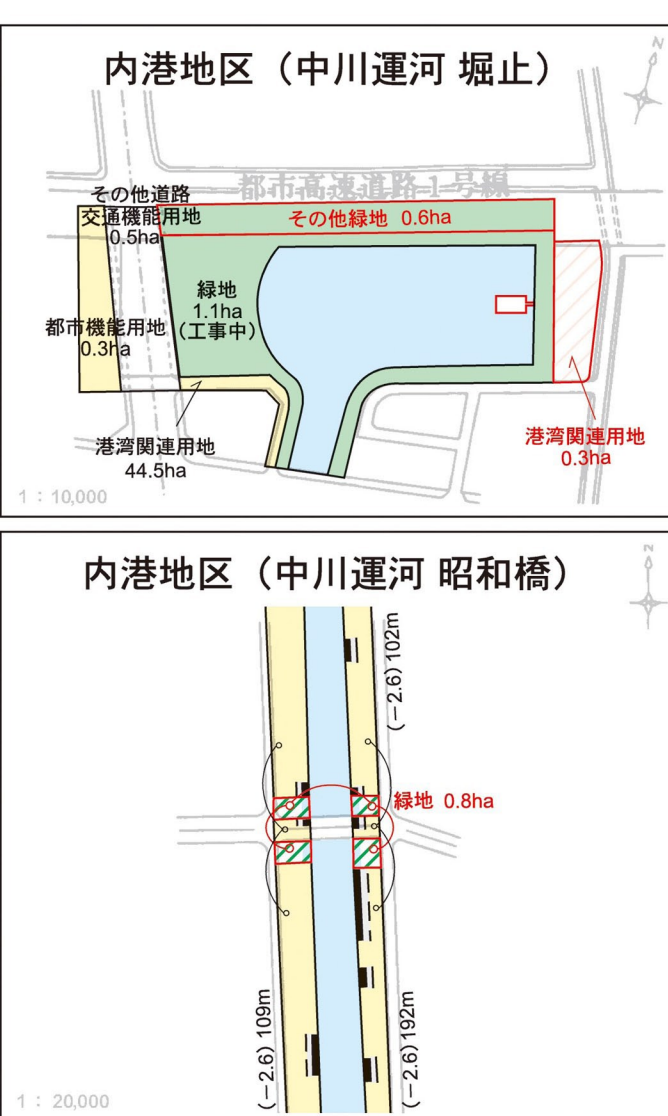 内港地区（中川運河 堀止）
N
都市高速道路1号線
その他道路
交通機能用地
0.5ha
その他緑地 0.6ha
緑地
1.1ha
（工事中）
都市機能用地
0.3ha
港湾関連用地
44.5ha
港湾関連用地
0.3ha
1：10,000
内港地区（中川運河 昭和橋）
N
(−2.6) 102m
緑地 0.8ha
(−2.6) 109m
(−2.6) 192m
1：20,000